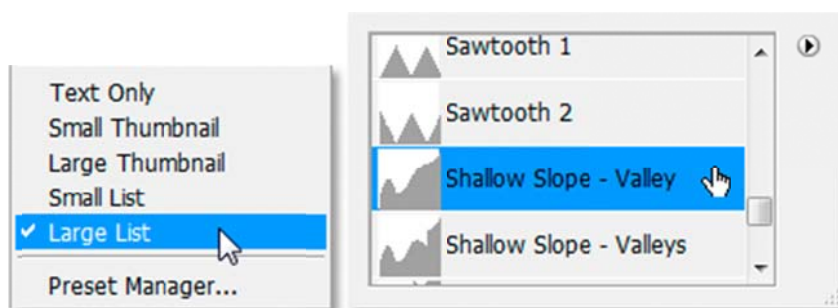 Text Only
Small Thumbnail
Large Thumbnail
Small List
Large List
Preset Manager...
Sawtooth 1
Sawtooth 2
Shallow Slope - Valley
Shallow Slope - Valleys